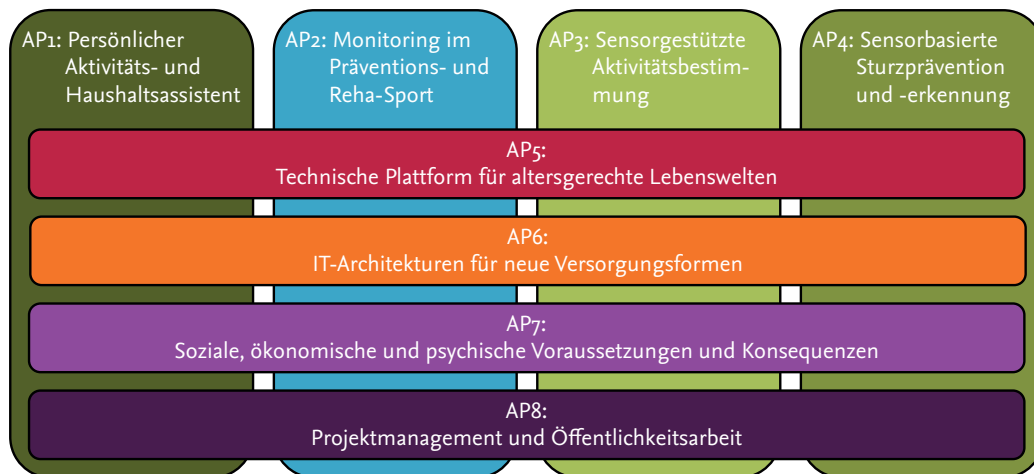 AP1: Persönlicher
Aktivitäts- und
Haushaltsassistent
AP2: Monitoring im
Präventions- und
Reha-Sport
AP3: Sensorgestützte
Aktivitätsbestim-
mung
AP4: Sensorbasierte
Sturzprävention
und -erkennung
AP5:
Technische Plattform für altersgerechte Lebenswelten
AP6:
IT-Architekturen für neue Versorgungsformen
AP7:
Soziale, ökonomische und psychische Voraussetzungen und Konsequenzen
AP8:
Projektmanagement und Öffentlichkeitsarbeit